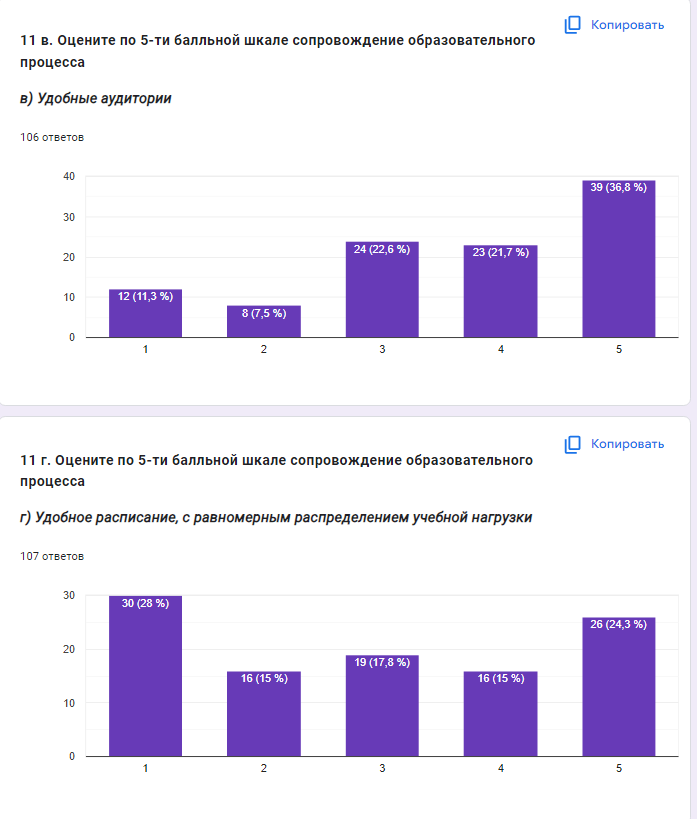 Копировать
11 в. Оцените по 5-ти балльной шкале сопровождение образовательного
процесса
в) Удобные аудитории
106 ответов
40
30
20
10
0
12 (11,3 %)
8 (7,5 %)
24 (22,6 %)
23 (21,7 %)
39 (36,8 %)
1 2 3 4 5
Копировать
11 г. Оцените по 5-ти балльной шкале сопровождение образовательного
процесса
г) Удобное расписание, с равномерным распределением учебной нагрузки
107 ответов
30
20
10
0
30 (28 %)
16 (15 %)
19 (17,8 %)
16 (15 %)
26 (24,3 %)
1 2 3 4 5